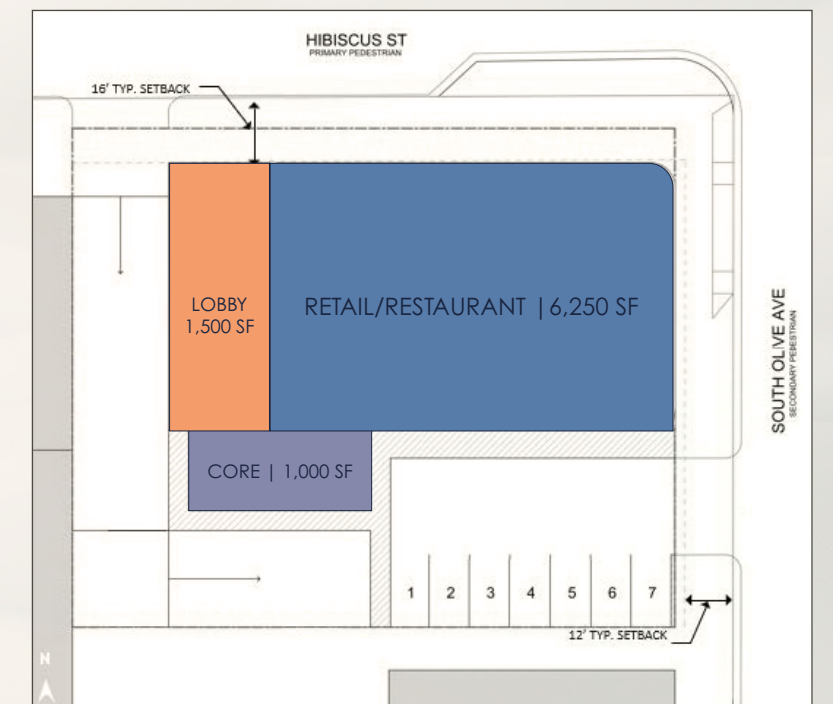 HIBISCUS ST
PRIMARY PEDESTRIAN
16' TYP. SETBACK
LOBBY
1,500 SF
RETAIL/RESTAURANT | 6,250 SF
SOUTH OLIVE AVE
SECONDARY PEDESTRIAN
CORE | 1,000 SF
1 2 3 4 5 6 7
12' TYP. SETBACK
N